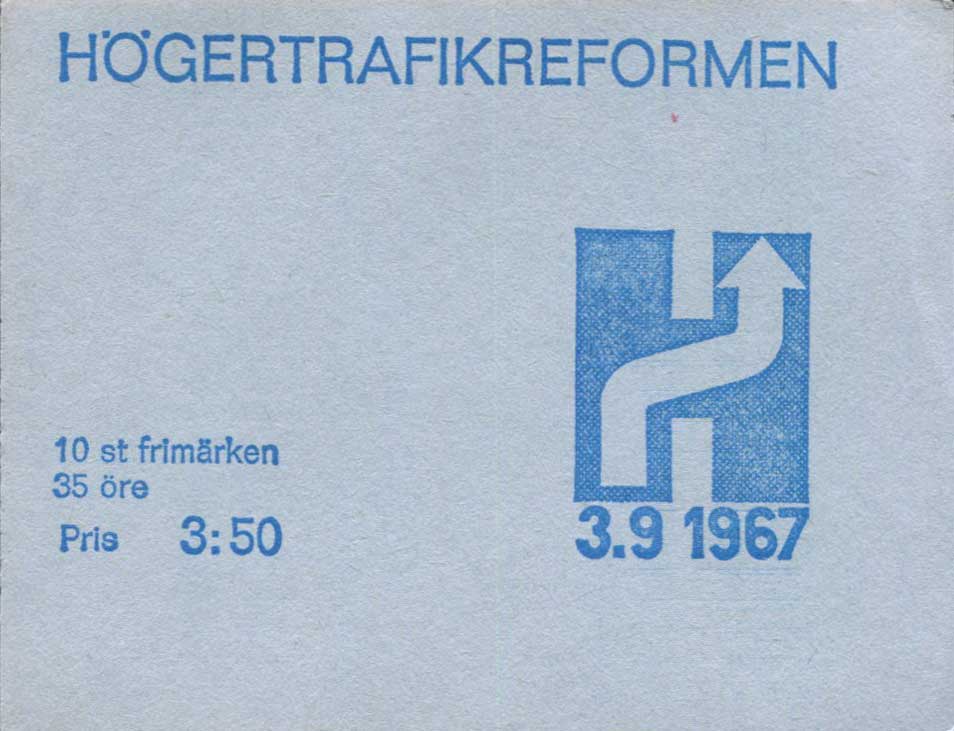 HÖGERTRAFIKREFORMEN
10 st frimärken
35 öre
Pris 3:50
H
3.9 1967